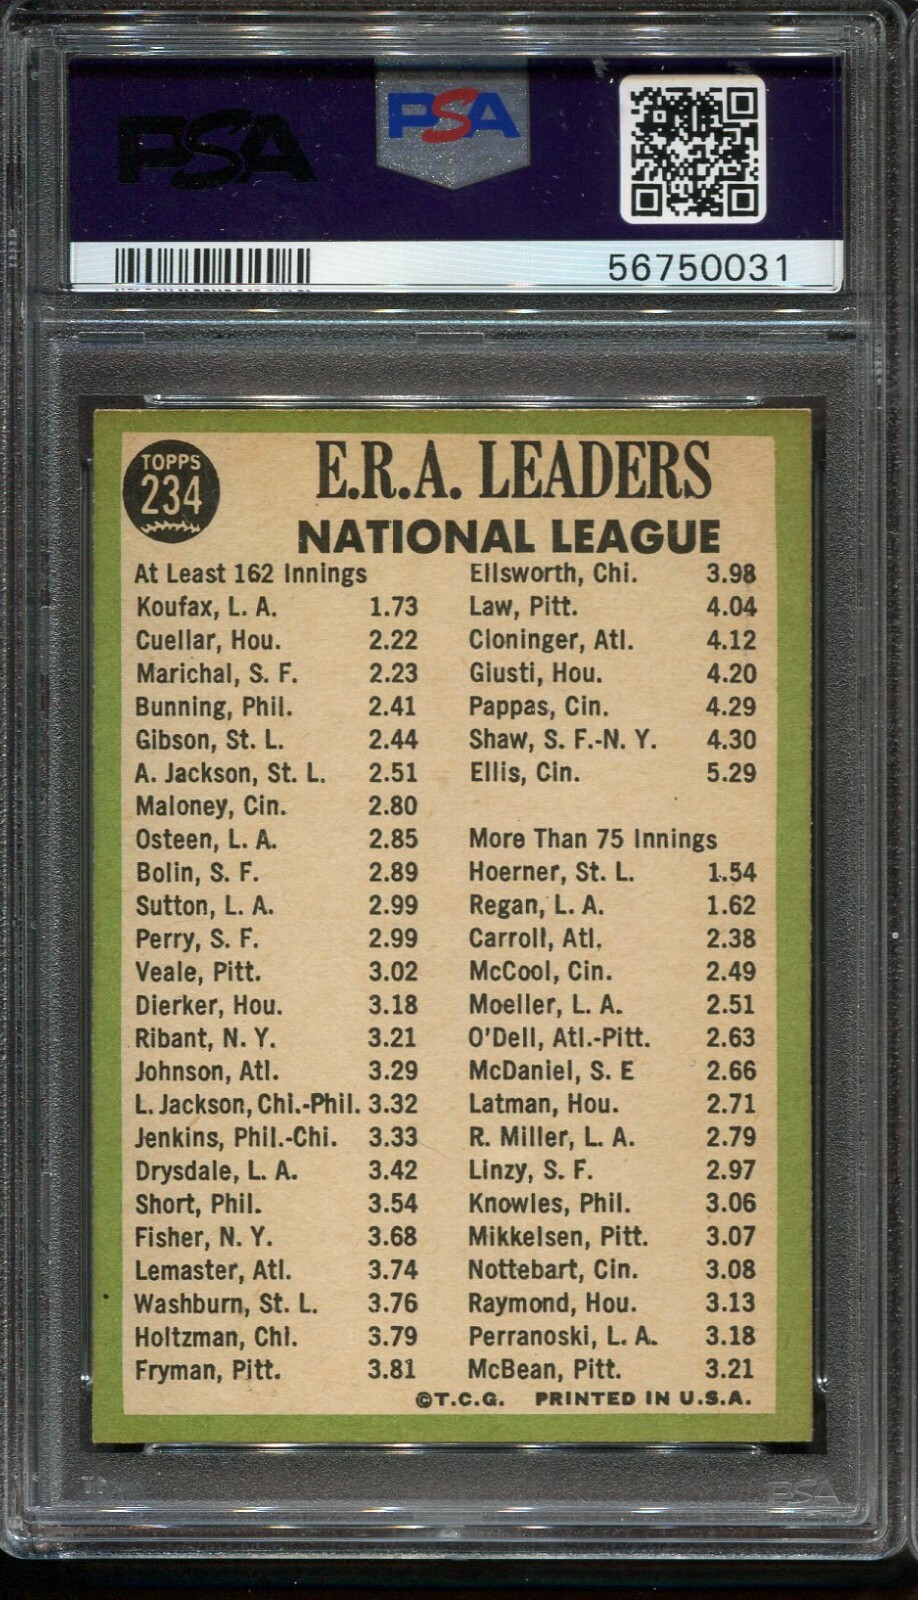 PSA
PSA
56750031
TOPPS
234
E.R.A. LEADERS
NATIONAL LEAGUE
At Least 162 Innings
Koufax, L. A. 1.73
Cuellar, Hou. 2.22
Marichal, S. F. 2.23
Bunning, Phil. 2.41
Gibson, St. L. 2.44
A. Jackson, St. L. 2.51
Maloney, Cin. 2.80
Osteen, L. A. 2.85
Bolin, S. F. 2.89
Sutton, L. A. 2.99
Perry, S. F. 2.99
Veale, Pitt. 3.02
Dierker, Hou. 3.18
Ribant, N. Y. 3.21
Johnson, Atl. 3.29
L. Jackson, Chi.-Phil. 3.32
Jenkins, Phil.-Chi. 3.33
Drysdale, L. A. 3.42
Short, Phil. 3.54
Fisher, N. Y. 3.68
Lemaster, Atl. 3.74
Washburn, St. L. 3.76
Holtzman, Chi. 3.79
Fryman, Pitt. 3.81
Ellsworth, Chi. 3.98
Law, Pitt. 4.04
Cloninger, Atl. 4.12
Giusti, Hou. 4.20
Pappas, Cin. 4.29
Shaw, S. F.-N. Y. 4.30
Ellis, Cin. 5.29
More Than 75 Innings
Hoerner, St. L. 1.54
Regan, L. A. 1.62
Carroll, Atl. 2.38
McCool, Cin. 2.49
Moeller, L. A. 2.51
O'Dell, Atl.-Pitt. 2.63
McDaniel, S. F 2.66
Latman, Hou. 2.71
R. Miller, L. A. 2.79
Linzy, S. F. 2.97
Knowles, Phil. 3.06
Mikkelsen, Pitt. 3.07
Nottebart, Cin. 3.08
Raymond, Hou. 3.13
Perranoski, L. A. 3.18
McBean, Pitt. 3.21
©T.C.G. PRINTED IN U.S.A.
PSA